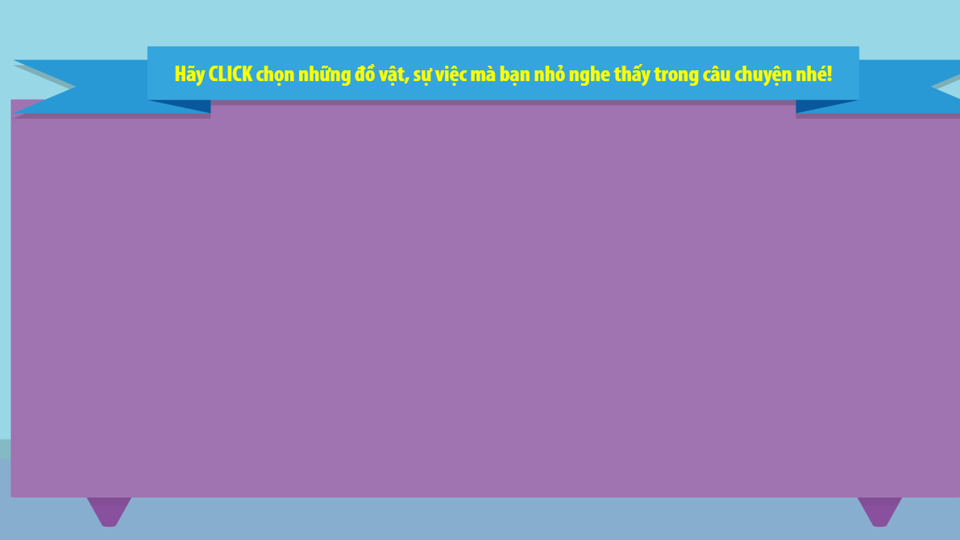 Hãy CLICK chọn những đồ vật, sự việc mà bạn nhỏ nghe thấy trong câu chuyện nhé!